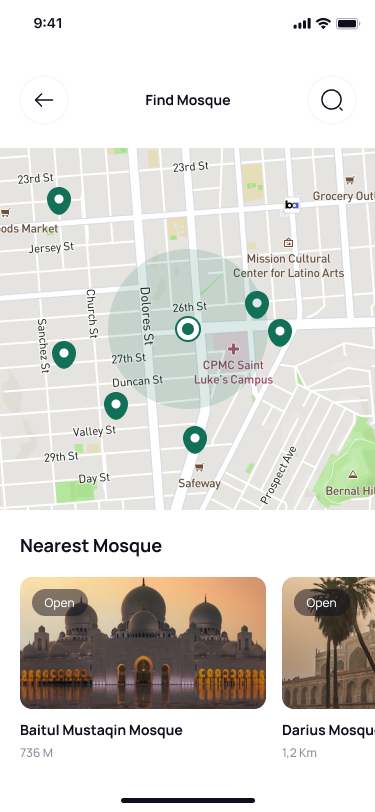 9:41
Find Mosque
23rd St
23rd St
Grocery Out
ods Market
Jersey St
Mission Cultural
Center for Latino Arts
Church St
Dolores St
26th St
Sanchez St
27th St
CPMC Saint
Luke's Campus
Duncan St
Valley St
29th St
Day St
Safeway
Prospect Ave
Bernal Hil
Nearest Mosque
Open
Open
Baitul Mustaqin Mosque
Darius Mosqu
736 M
1,2 Km